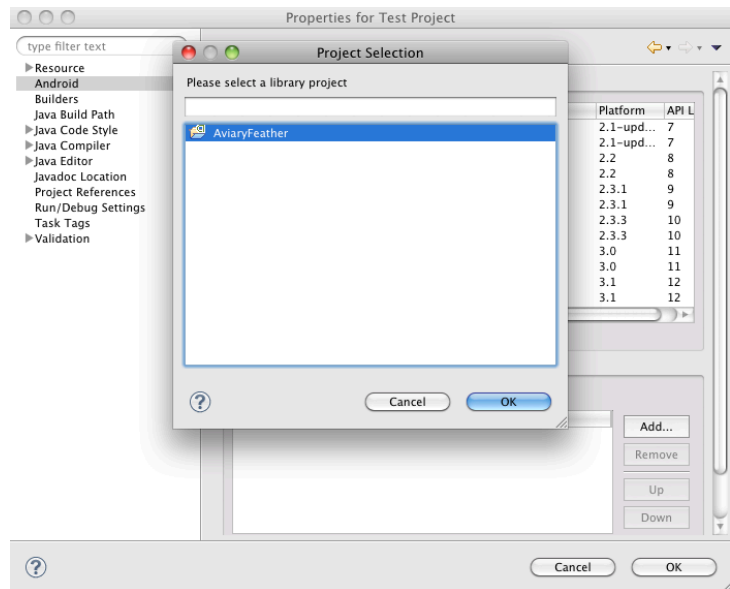 Properties for Test Project
type filter text
Resource
Android
Builders
Java Build Path
Java Code Style
Java Compiler
Java Editor
Javadoc Location
Project References
Run/Debug Settings
Task Tags
Validation
Project Selection
Please select a library project
AviaryFeather
Cancel
OK
Platform API L
2.1-upd... 7
2.1-upd... 7
2.2 8
2.2 8
2.3.1 9
2.3.1 9
2.3.3 10
2.3.3 10
3.0 11
3.0 11
3.1 12
3.1 12
Add...
Remove
Up
Down
Cancel
OK